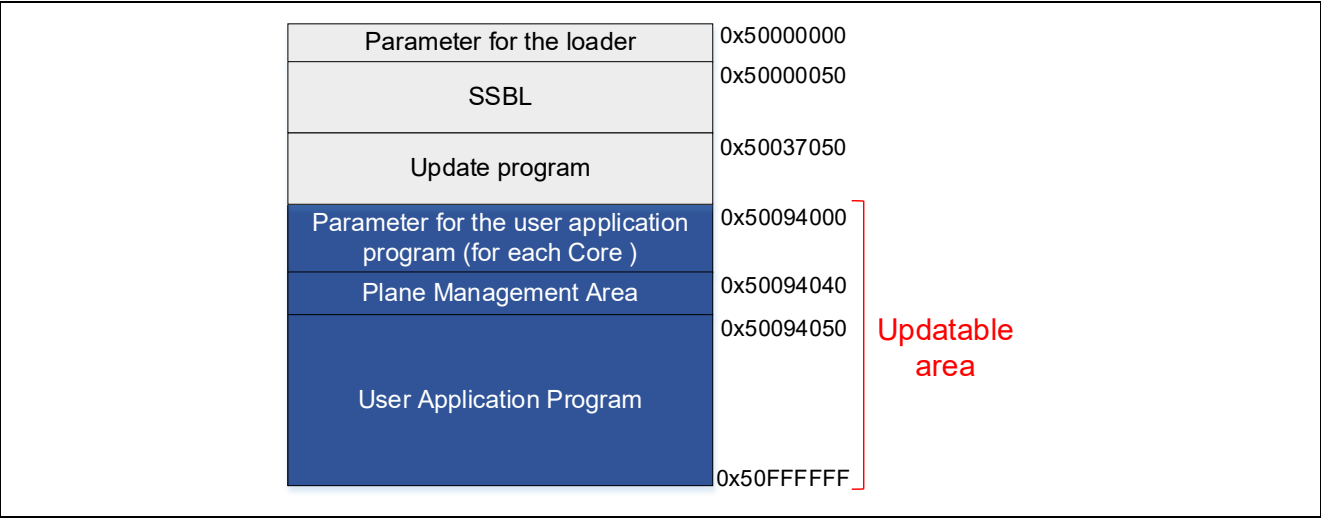 Parameter for the loader
0x50000000
SSBL
0x50000050
Update program
0x50037050
Parameter for the user application
program (for each Core )
0x50094000
Plane Management Area
0x50094040
User Application Program
0x50094050
0x50FFFFFF
Updatable
area